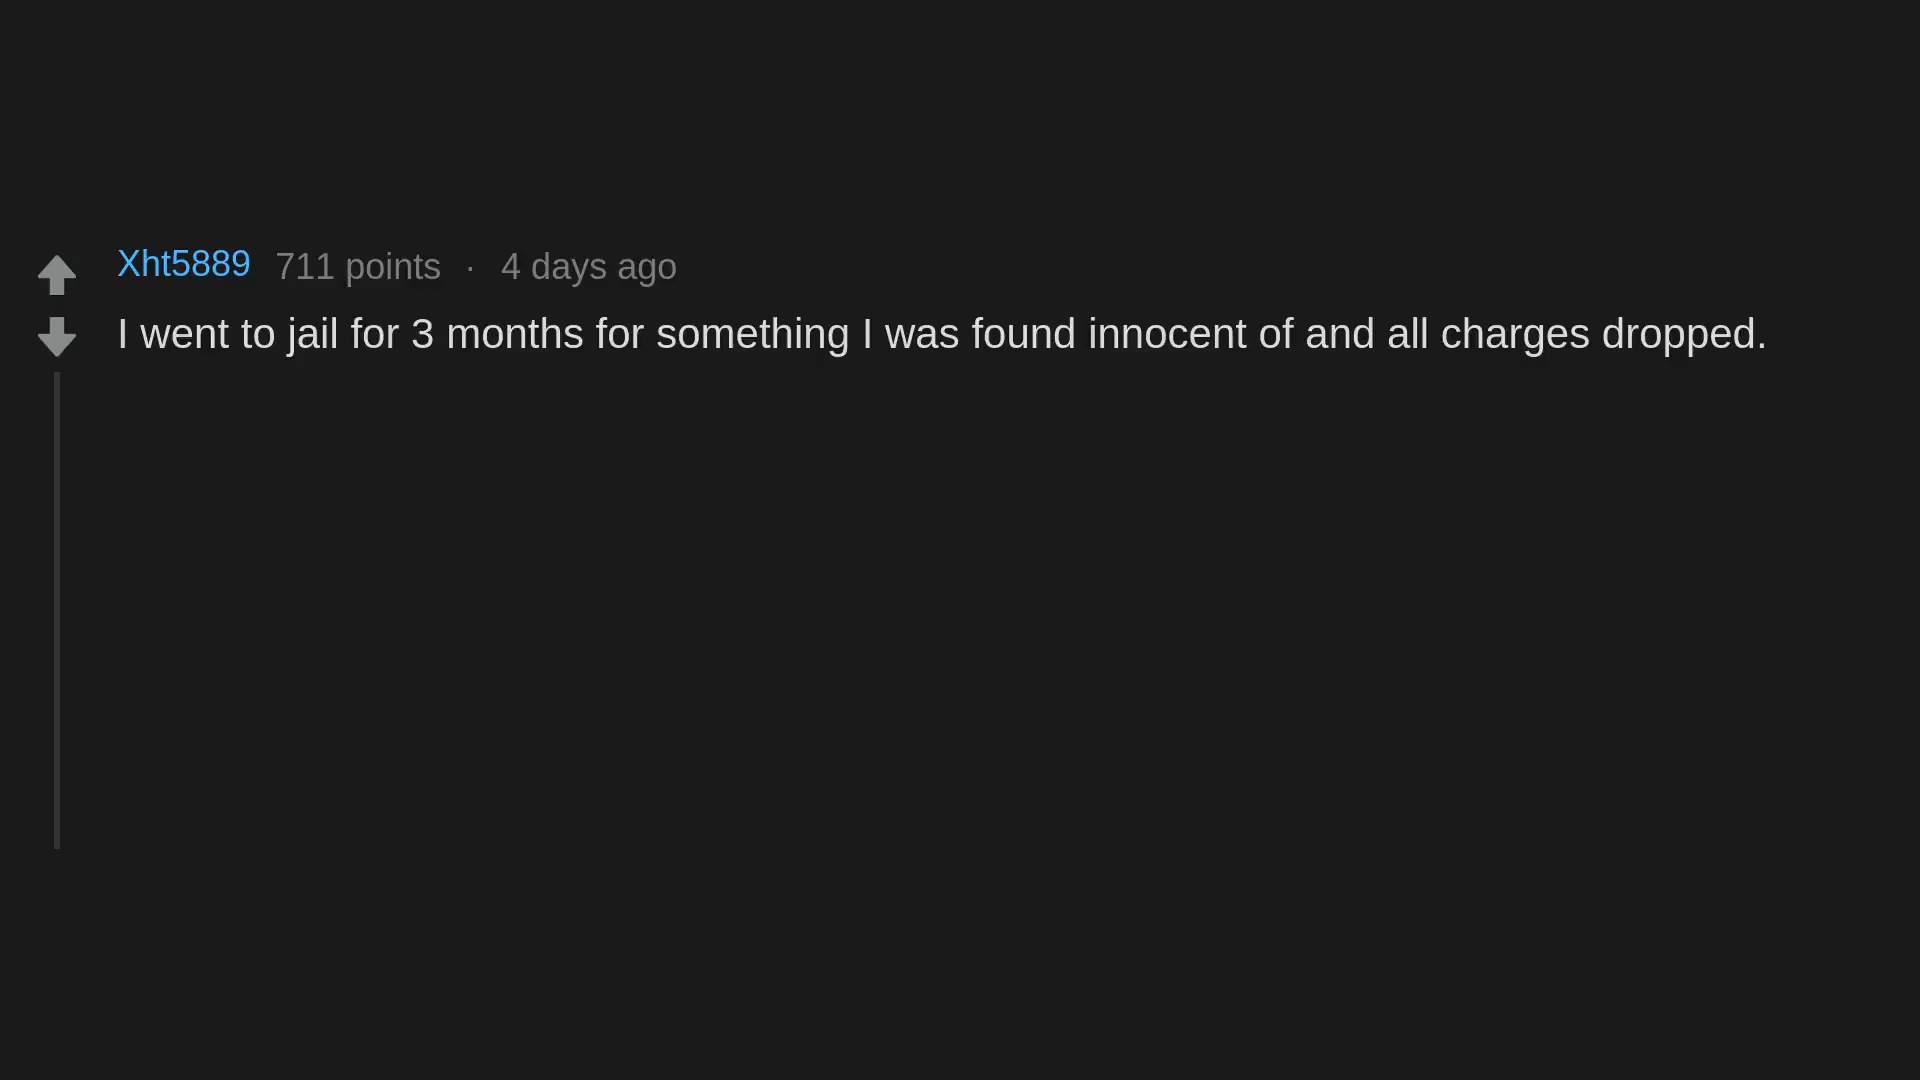 Xht5889 711 points · 4 days ago
I went to jail for 3 months for something I was found innocent of and all charges dropped.